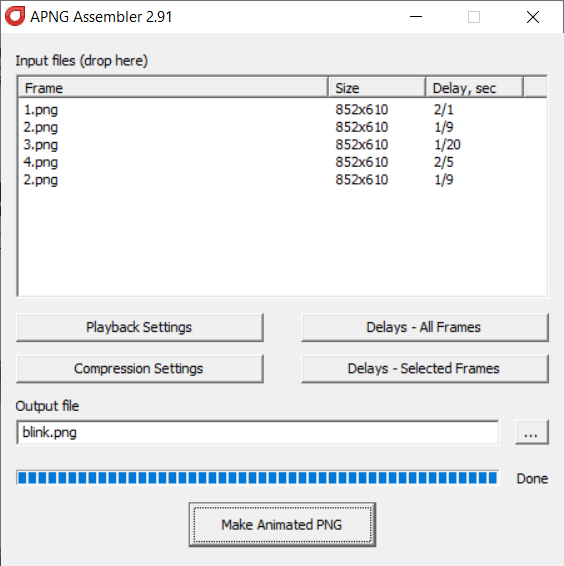 APNG Assembler 2.91
Input files (drop here)
Frame Size Delay, sec
1.png 852x610 2/1
2.png 852x610 1/9
3.png 852x610 1/20
4.png 852x610 2/5
2.png 852x610 1/9
Playback Settings Delays - All Frames
Compression Settings Delays - Selected Frames
Output file
blink.png ...
Done
Make Animated PNG